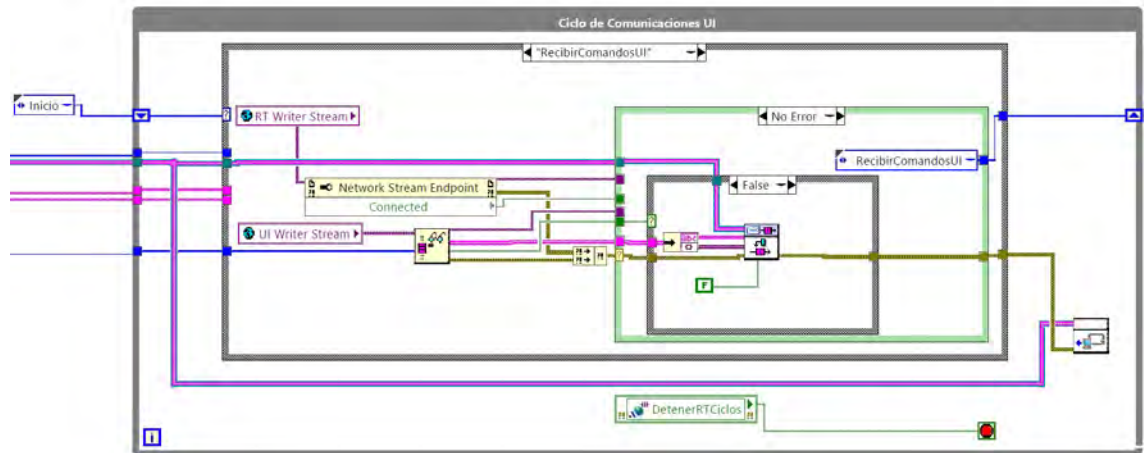 Ciclo de Comunicaciones UI
"RecibirComandosUI"
Inicio
RT Writer Stream
No Error
RecibirComandosUI
Network Stream Endpoint
Connected
False
UI Writer Stream
abc
F
DetenerRTCiclos
i